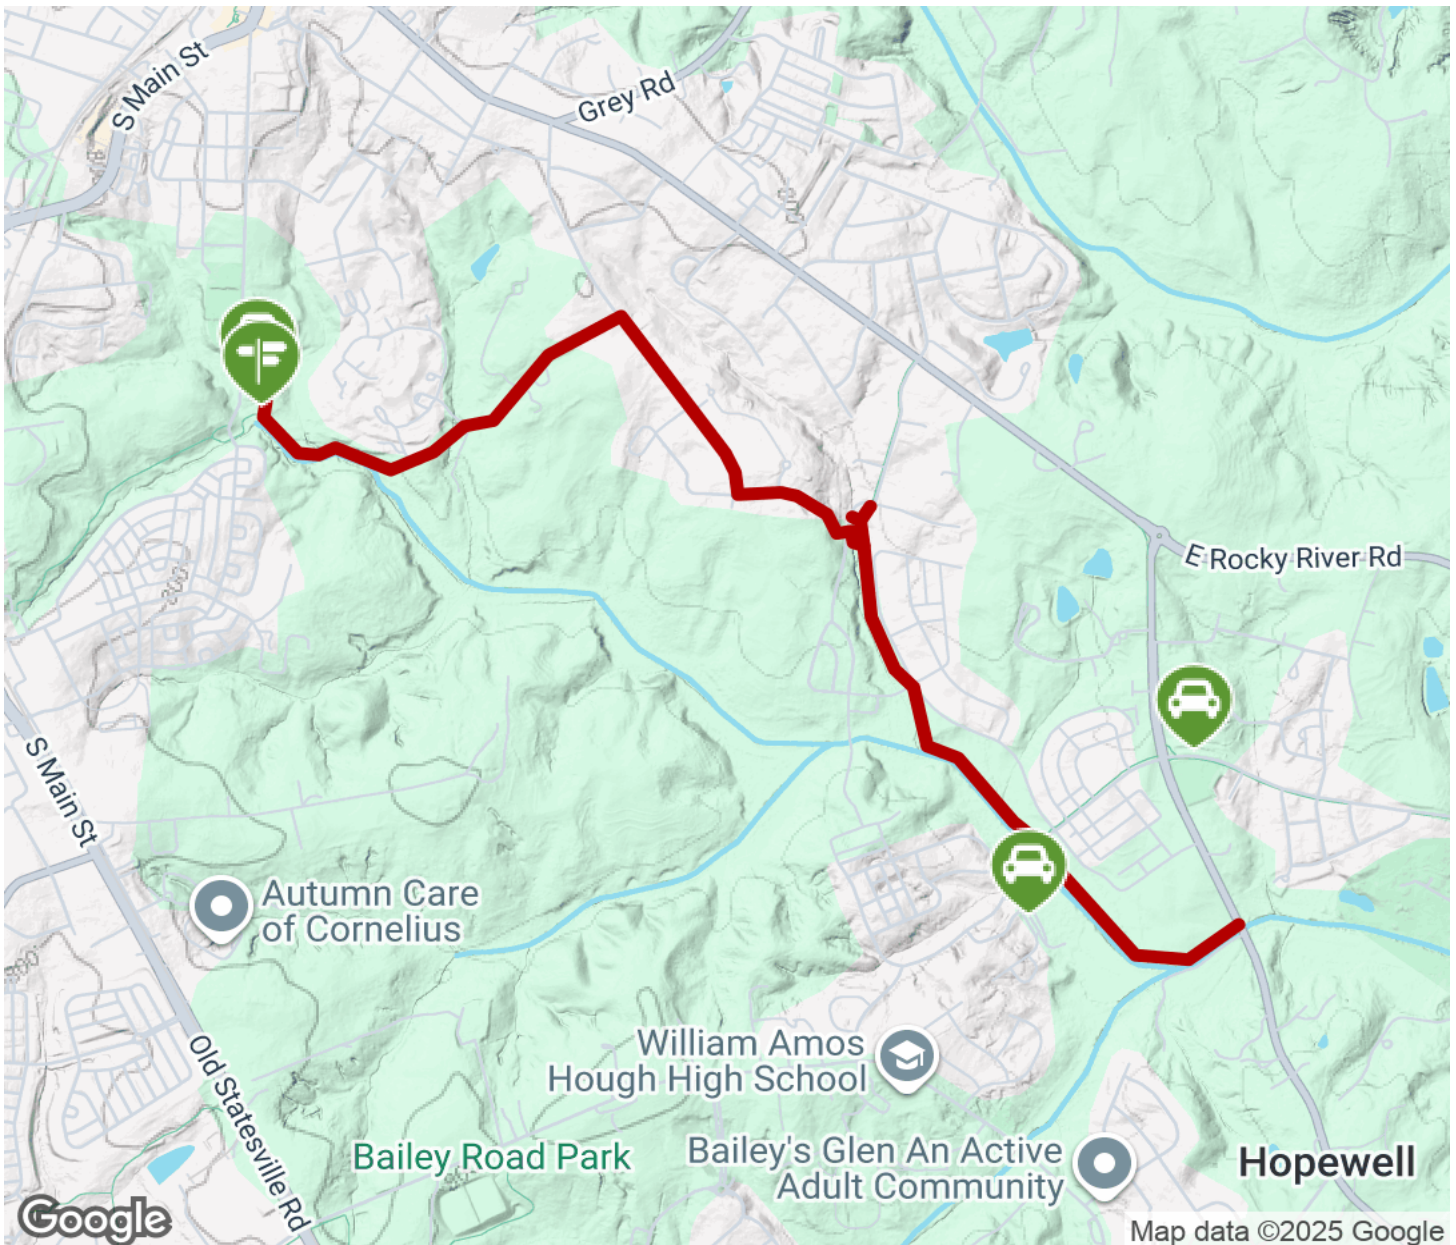 S Main St
Grey Rd
E Rocky River Rd
S Main St
Autumn Care
of Cornelius
Old Statesville Rd
William Amos
Hough High School
Bailey Road Park
Bailey's Glen An Active
Adult Community
Hopewell
Google
Map data ©2025 Google